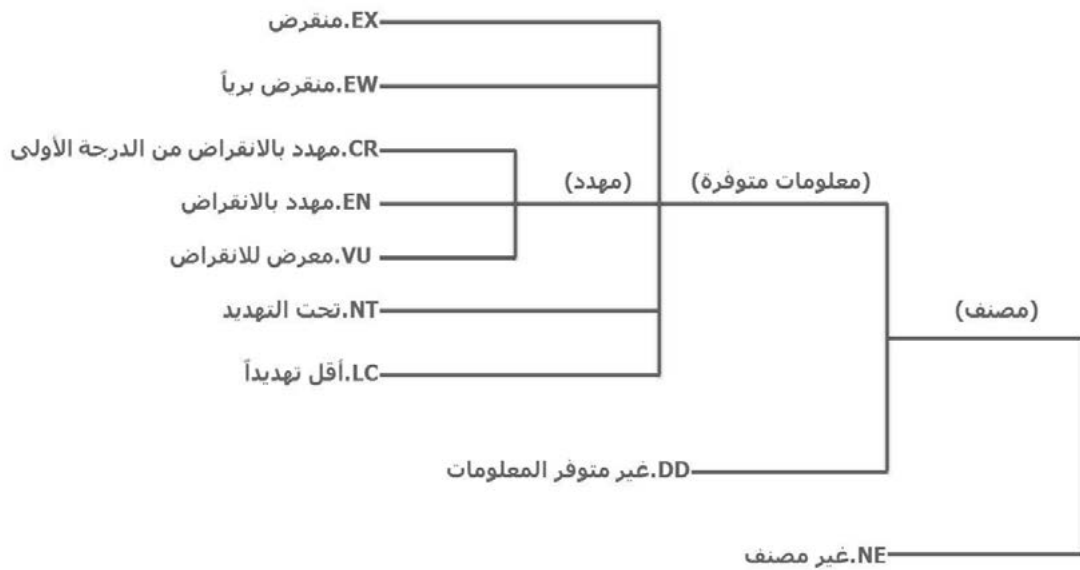 EX.منقرض
EW.منقرض برياً
CR.مهدد بالانقراض من الدرجة الأولى
(معلومات متوفرة)
(مهدد)
EN.مهدد بالانقراض
VU.معرض للانقراض
(مصنف)
NT.تحت التهديد
LC.أقل تهديداً
DD.غير متوفر المعلومات
NE.غير مصنف